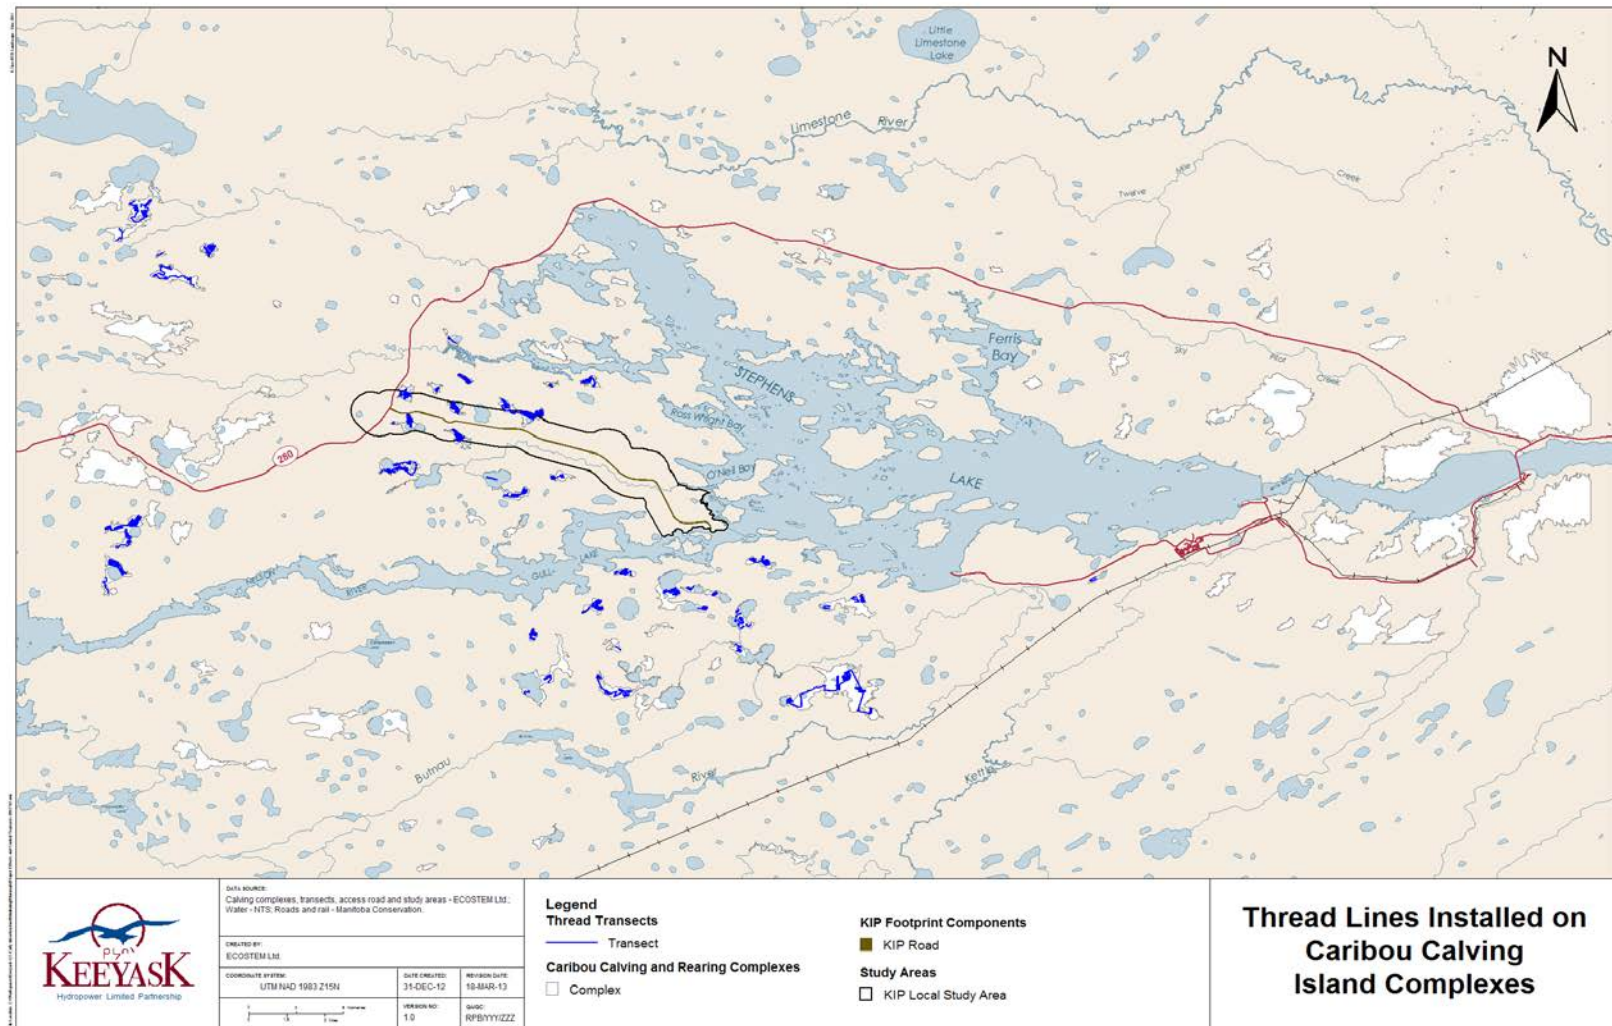 Little
Limestone
Lake
N
Limestone River
Twelve Mile Creek
Ferris
Bay
Sky Pilot Creek
STEPHENS
Ross Wright Bay
O'Neil Bay
LAKE
280
GULL
LAKE
River
Butnau
River
Kettle
KEEYASK
Hydropower Limited Partnership
DATA SOURCE:
Calving complexes, transects, access road and study areas - ECOSTEM Ltd.;
Water - NTS; Roads and rail - Manitoba Conservation.
CREATED BY:
ECOSTEM Ltd.
COORDINATE SYSTEM:
UTM NAD 1983 Z15N
DATE CREATED:
31-DEC-12
REVISION DATE:
18-MAR-13
VERSION NO:
1.0
QA/QC:
RPB/YYY/ZZZ
Legend
Thread Transects
Transect
Caribou Calving and Rearing Complexes
Complex
KIP Footprint Components
KIP Road
Study Areas
KIP Local Study Area
Thread Lines Installed on
Caribou Calving
Island Complexes